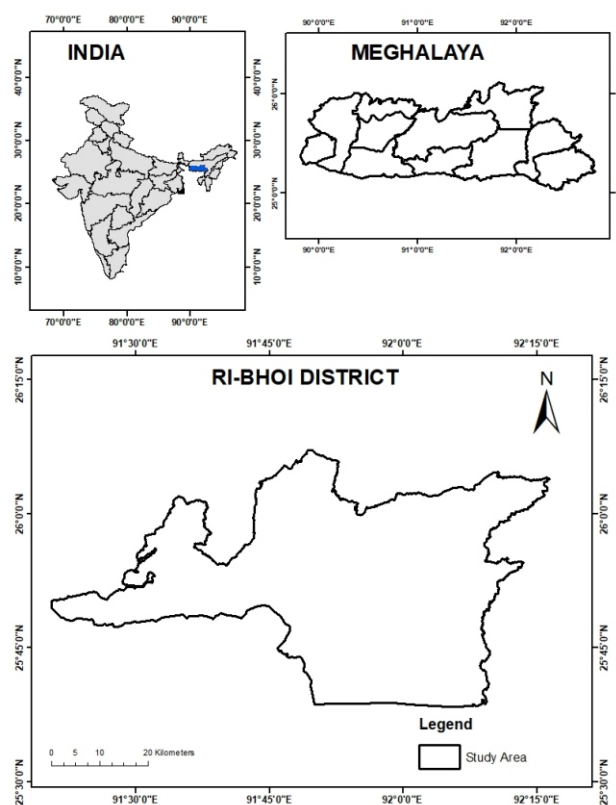 70°0'0"E 80°0'0"E 90°0'0"E
INDIA
40°0'0"N
30°0'0"N
20°0'0"N
10°0'0"N
40°0'0"N
30°0'0"N
20°0'0"N
10°0'0"N
70°0'0"E 80°0'0"E 90°0'0"E
90°0'0"E 91°0'0"E 92°0'0"E
MEGHALAYA
26°0'0"N
25°0'0"N
26°0'0"N
25°0'0"N
90°0'0"E 91°0'0"E 92°0'0"E
91°30'0"E 91°45'0"E 92°0'0"E 92°15'0"E
RI-BHOI DISTRICT
N
26°15'0"N
26°0'0"N
25°45'0"N
25°30'0"N
26°15'0"N
26°0'0"N
25°45'0"N
25°30'0"N
Legend
Study Area
0 5 10 20 Kilometers
91°30'0"E 91°45'0"E 92°0'0"E 92°15'0"E